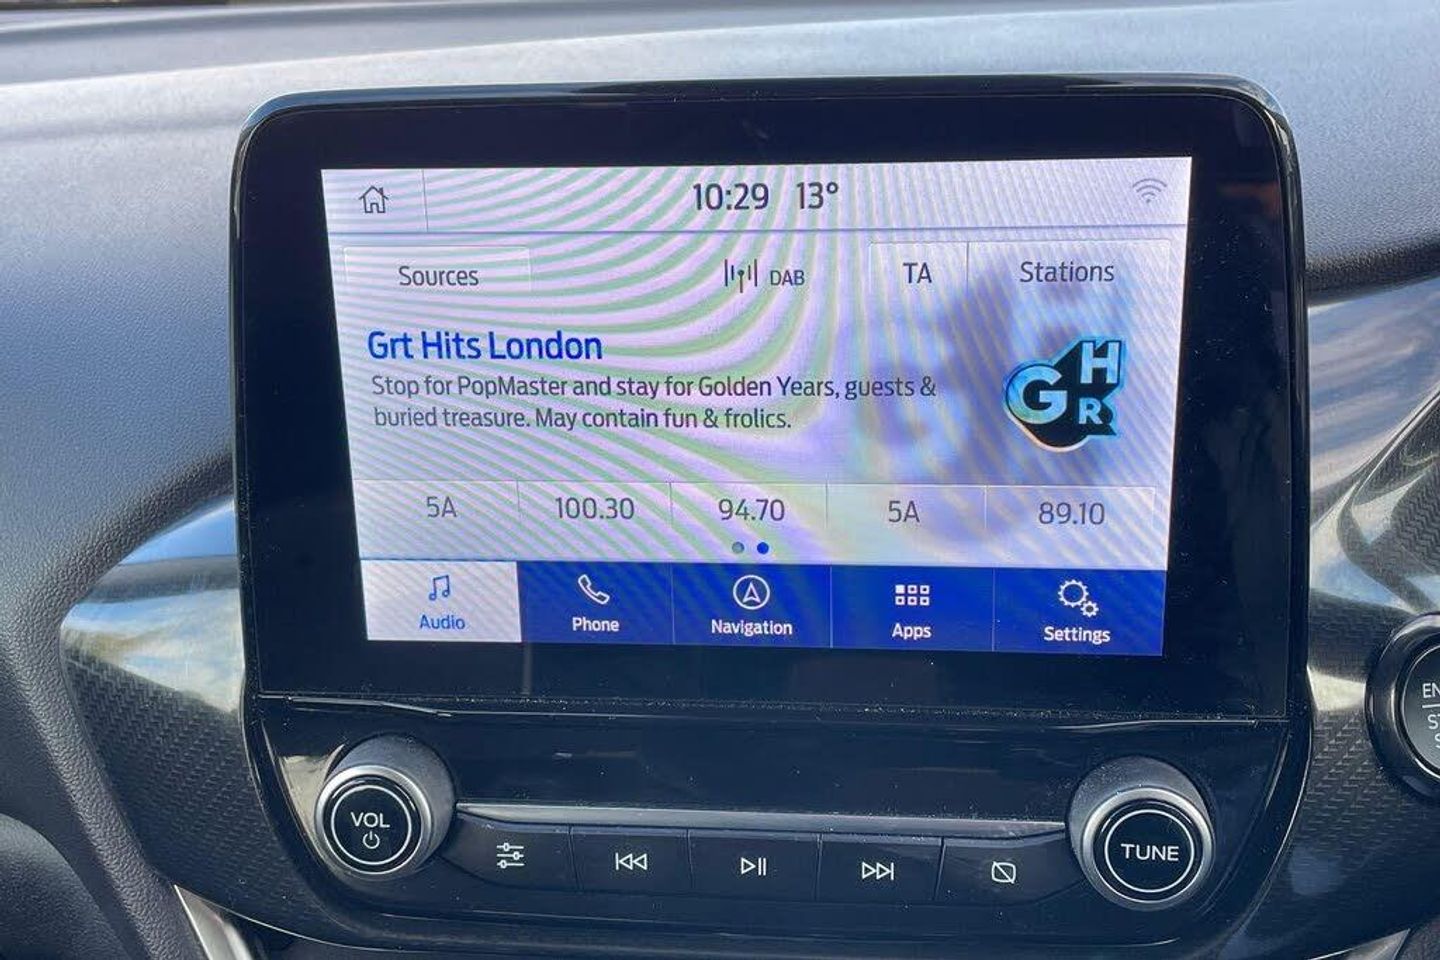 10:29 13°
Sources DAB TA Stations
Grt Hits London
Stop for PopMaster and stay for Golden Years, guests &
buried treasure. May contain fun & frolics.
GHR
5A 100.30 94.70 5A 89.10
Audio Phone Navigation Apps Settings
VOL TUNE